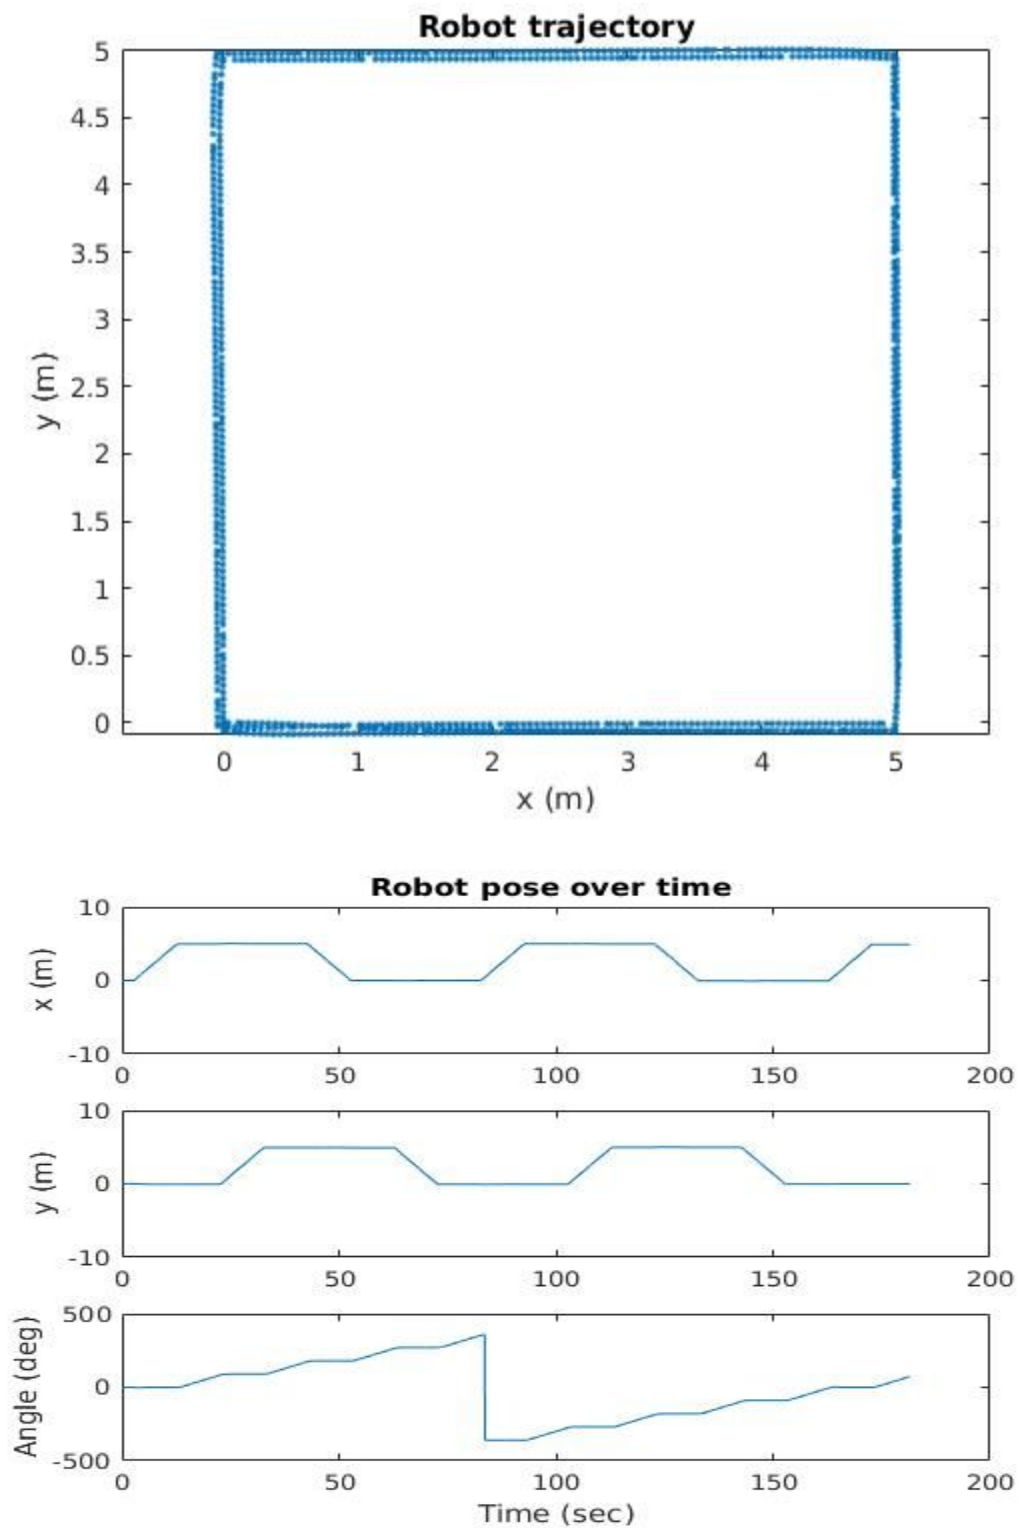 Robot trajectory
5
4.5
4
3.5
3
2.5
2
1.5
1
0.5
0
y (m)
0 1 2 3 4 5
x (m)
Robot pose over time
10
0
-10
x (m)
0 50 100 150 200
10
0
-10
y (m)
0 50 100 150 200
500
0
-500
Angle (deg)
0 50 100 150 200
Time (sec)